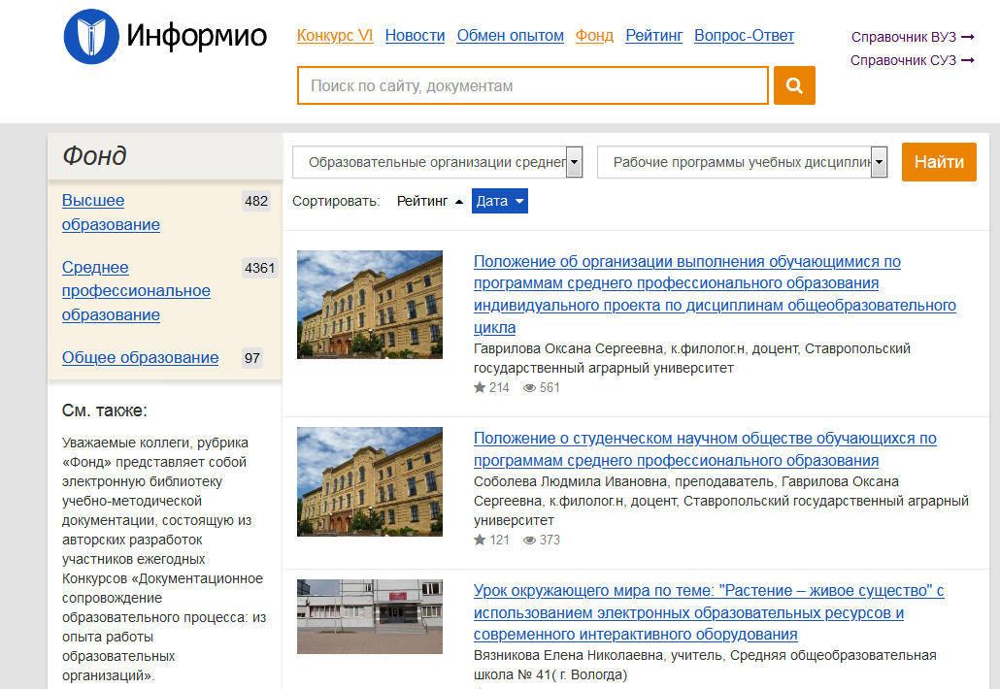 Информио
Конкурс VI Новости Обмен опытом Фонд Рейтинг Вопрос-Ответ
Справочник ВУЗ →
Справочник СУЗ →
Поиск по сайту, документам
Фонд
Высшее
образование
482
Среднее
профессиональное
образование
4361
Общее образование 97
См. также:
Уважаемые коллеги, рубрика
«Фонд» представляет собой
электронную библиотеку
учебно-методической
документации, состоящую из
авторских разработок
участников ежегодных
Конкурсов «Документационное
сопровождение
образовательного процесса: из
опыта работы
образовательных
организаций».
Образовательные организации среднег
Рабочие программы учебных дисциплин
Найти
Сортировать: Рейтинг Дата
Положение об организации выполнения обучающимися по
программам среднего профессионального образования
индивидуального проекта по дисциплинам общеобразовательного
цикла
Гаврилова Оксана Сергеевна, к.филолог.н, доцент, Ставропольский
государственный аграрный университет
214 561
Положение о студенческом научном обществе обучающихся по
программам среднего профессионального образования
Соболева Людмила Ивановна, преподаватель, Гаврилова Оксана
Сергеевна, к.филолог.н, доцент, Ставропольский государственный аграрный
университет
121 373
Урок окружающего мира по теме: "Растение – живое существо" с
использованием электронных образовательных ресурсов и
современного интерактивного оборудования
Вязникова Елена Николаевна, учитель, Средняя общеобразовательная
школа № 41( г. Вологда)